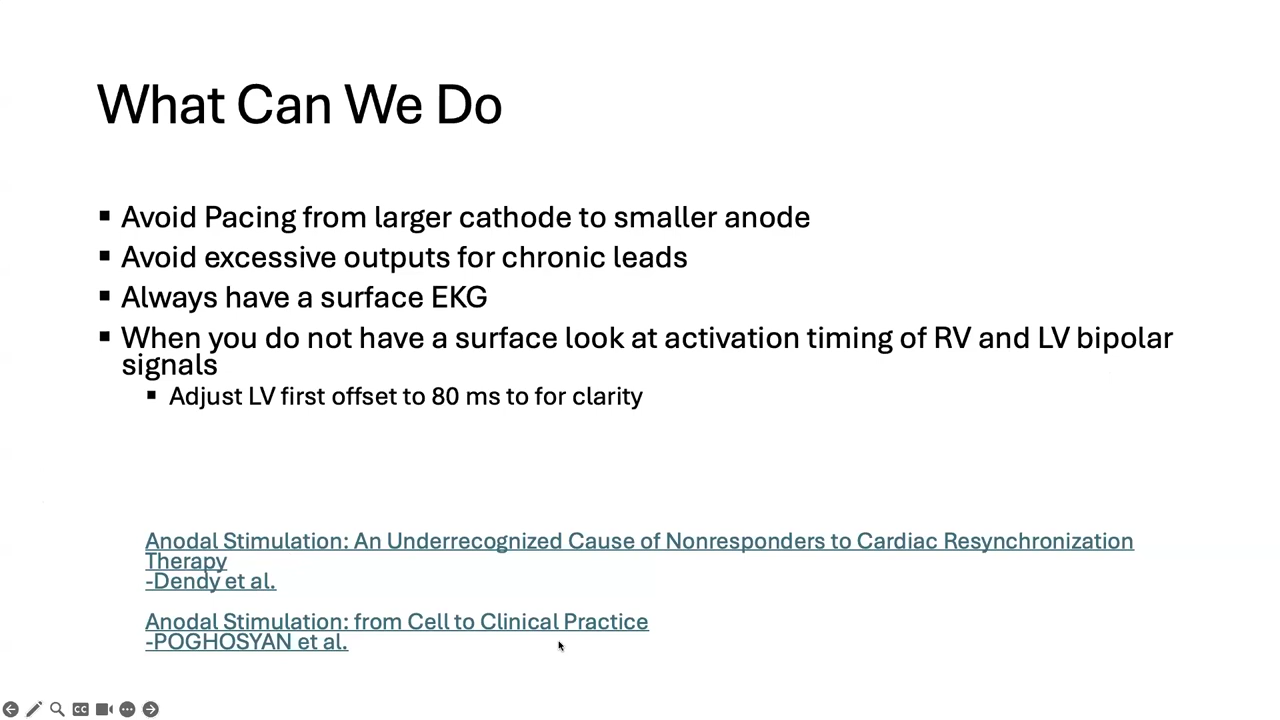 What Can We Do
▪ Avoid Pacing from larger cathode to smaller anode
▪ Avoid excessive outputs for chronic leads
▪ Always have a surface EKG
▪ When you do not have a surface look at activation timing of RV and LV bipolar
signals
▪ Adjust LV first offset to 80 ms to for clarity
Anodal Stimulation: An Underrecognized Cause of Nonresponders to Cardiac Resynchronization
Therapy
-Dendy et al.
Anodal Stimulation: from Cell to Clinical Practice
-POGHOSYAN et al.
CC